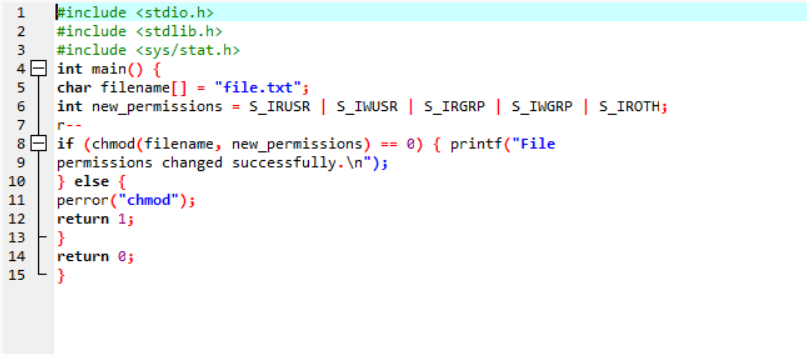 1 #include <stdio.h>
2 #include <stdlib.h>
3 #include <sys/stat.h>
4 int main() {
5 char filename[] = "file.txt";
6 int new_permissions = S_IRUSR | S_IWUSR | S_IRGRP | S_IWGRP | S_IROTH;
7 r--
8 if (chmod(filename, new_permissions) == 0) { printf("File
9 permissions changed successfully.\n");
10 } else {
11 perror("chmod");
12 return 1;
13 }
14 return 0;
15 }